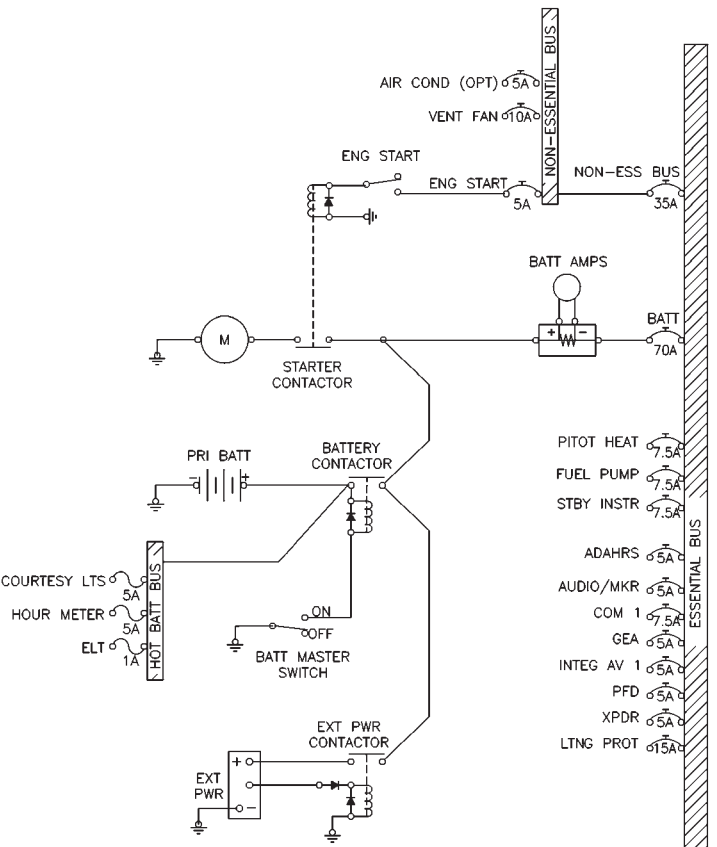 NON-ESSENTIAL BUS
AIR COND (OPT) 5A
VENT FAN 10A
ENG START
ENG START
5A
NON-ESS BUS
35A
BATT AMPS
+ -
BATT
70A
M
STARTER
CONTACTOR
PRI BATT
- +
BATTERY
CONTACTOR
PITOT HEAT 7.5A
FUEL PUMP 7.5A
STBY INSTR 7.5A
ADAHRS 5A
AUDIO/MKR 5A
COM 1 7.5A
GEA 5A
INTEG AV 1 5A
PFD 5A
XPDR 5A
LTNG PROT 15A
ESSENTIAL BUS
HOT BATT BUS
COURTESY LTS
5A
HOUR METER
5A
ELT
1A
ON
OFF
BATT MASTER
SWITCH
EXT PWR
CONTACTOR
EXT
PWR
+
-